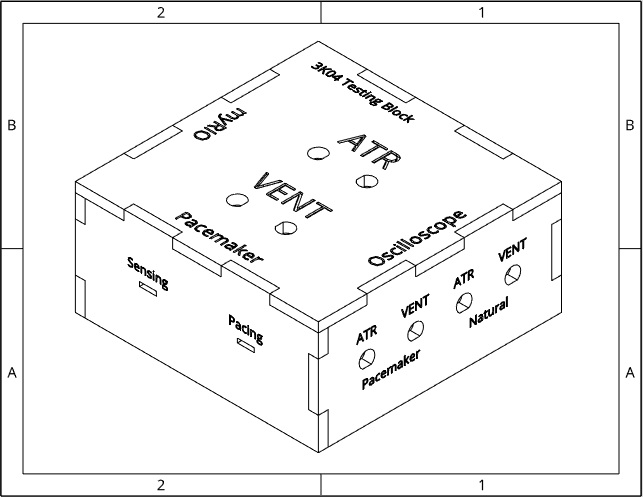 2 1
B B
3K04 Testing Block
myRIO
ATR
VENT
Pacemaker
Oscilloscope
Sensing
Pacing
ATR VENT ATR VENT
Pacemaker Natural
A A
2 1